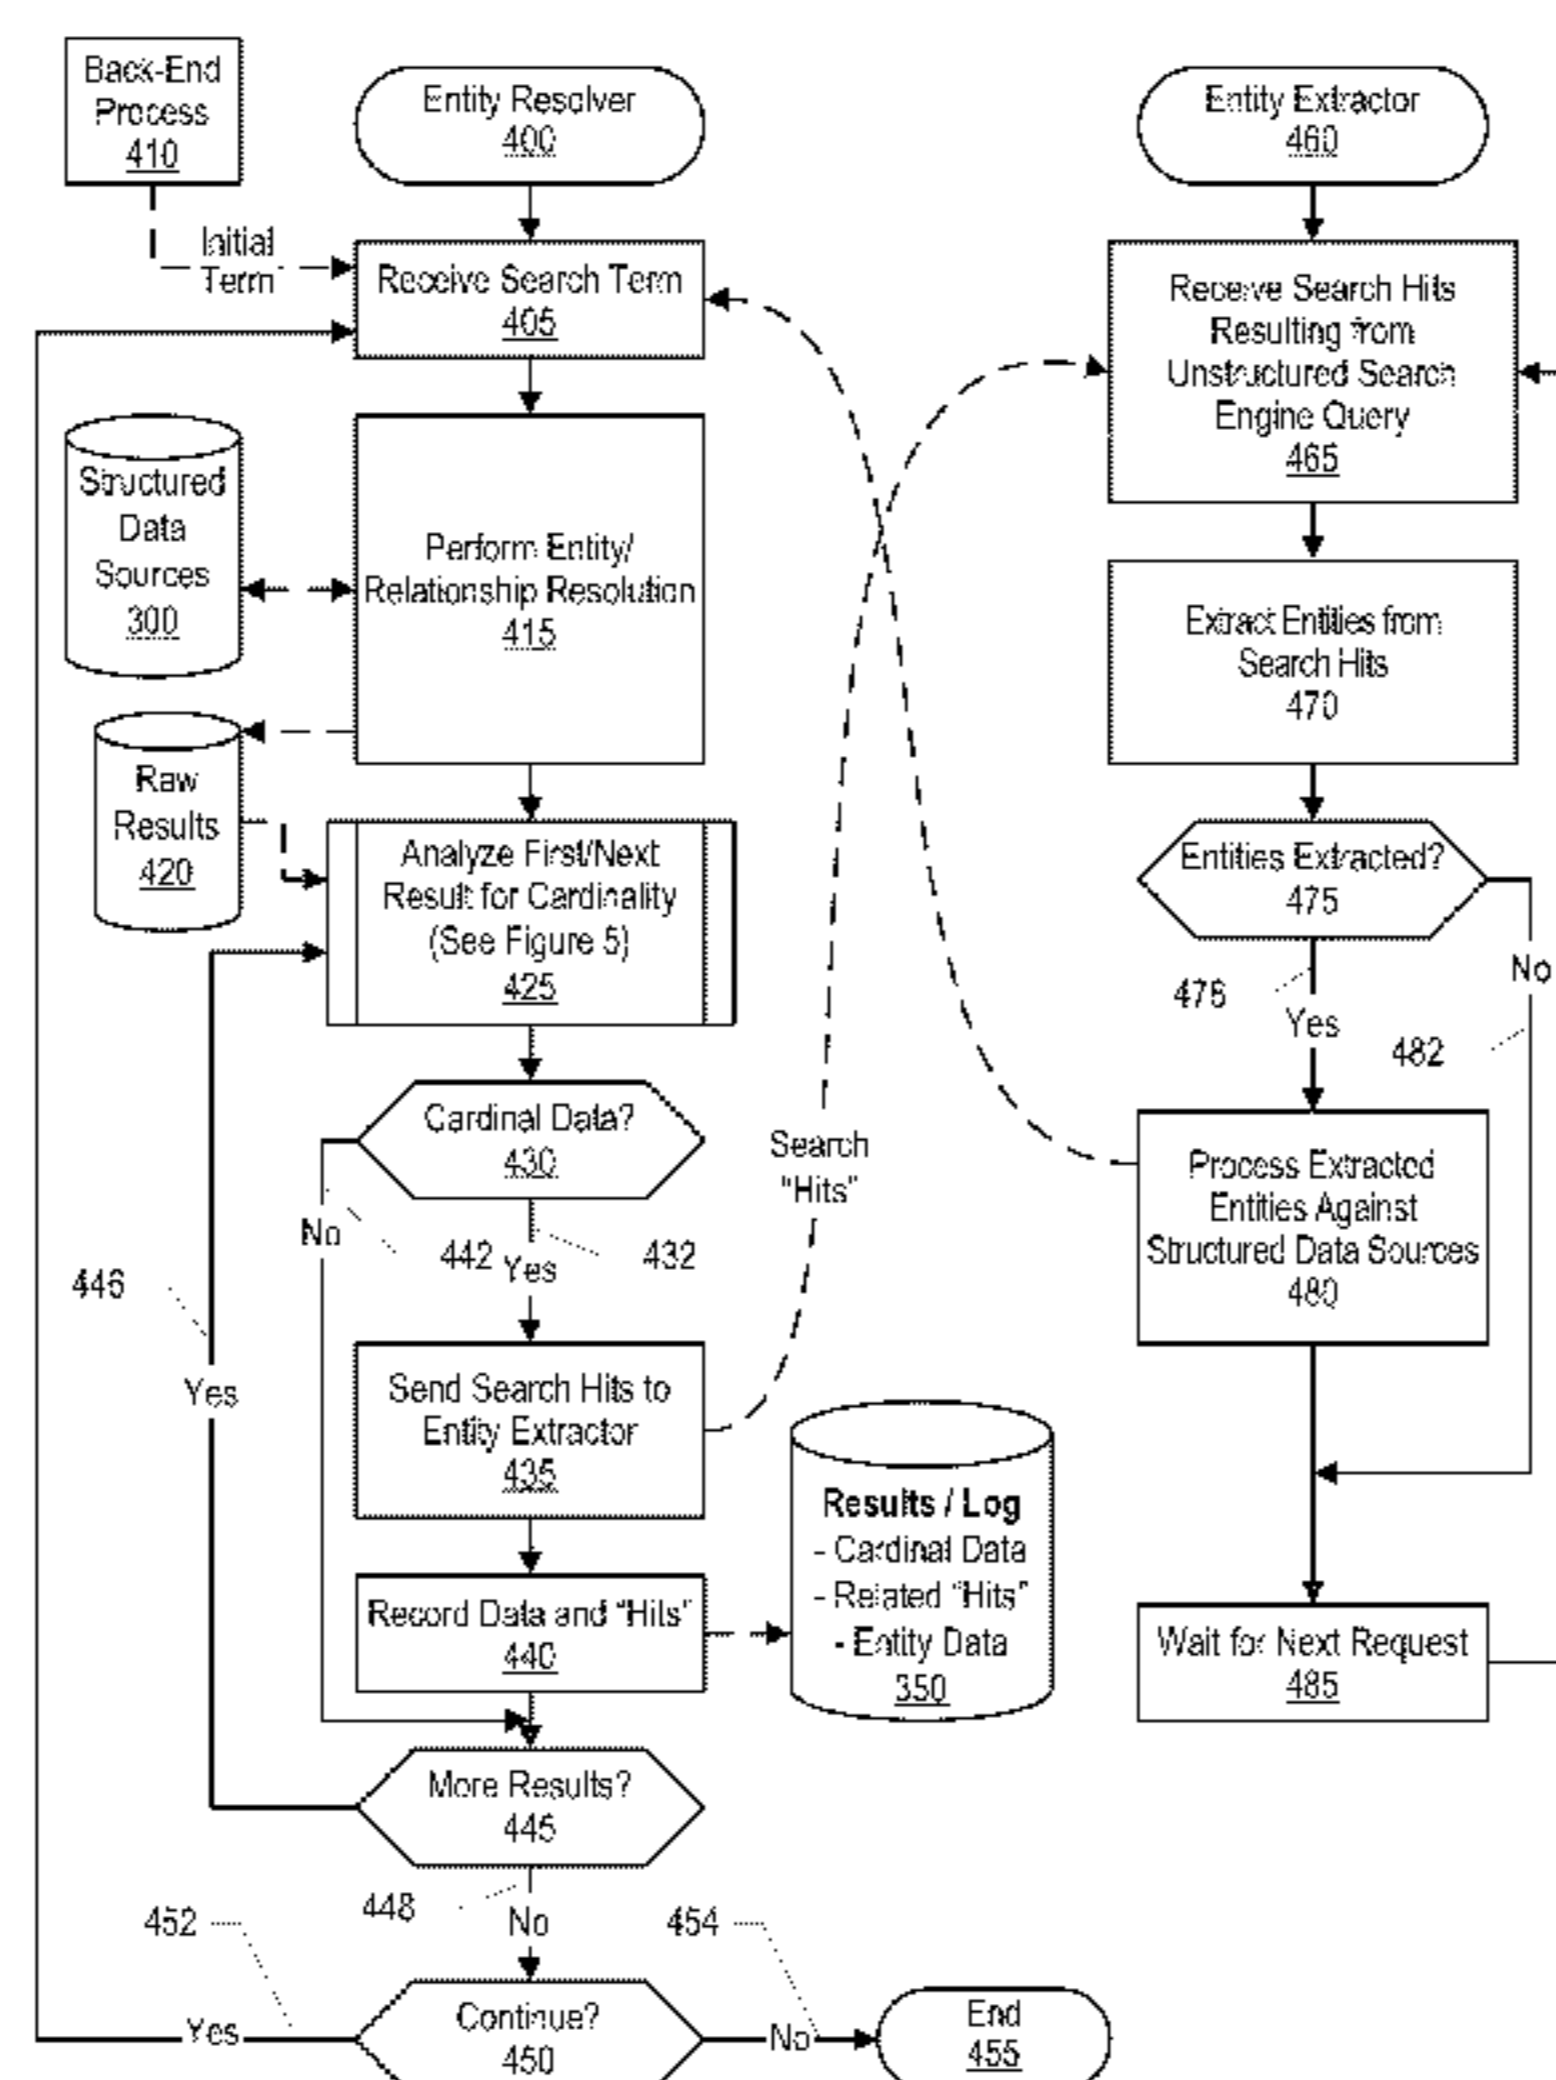 Back-End
Process
410
Entity Resolver
400
Entity Extractor
460
Initial
Term
Receive Search Term
405
Receive Search Hits
Resulting from
Unstructured Search
Engine Query
465
Structured
Data
Sources
300
Perform Entity/
Relationship Resolution
415
Extract Entities from
Search Hits
470
Raw
Results
420
Analyze First/Next
Result for Cardinality
(See Figure 5)
425
Entities Extracted?
475
478
Yes
No
482
Cardinal Data?
430
No
442
Yes
432
Search
"Hits"
Process Extracted
Entities Against
Structured Data Sources
480
446
Yes
Send Search Hits to
Entity Extractor
435
Results / Log
- Cardinal Data
- Related "Hits"
- Entity Data
350
Record Data and "Hits"
440
Wait for Next Request
485
More Results?
445
448
No
452
454
Yes
Continue?
450
No
End
455